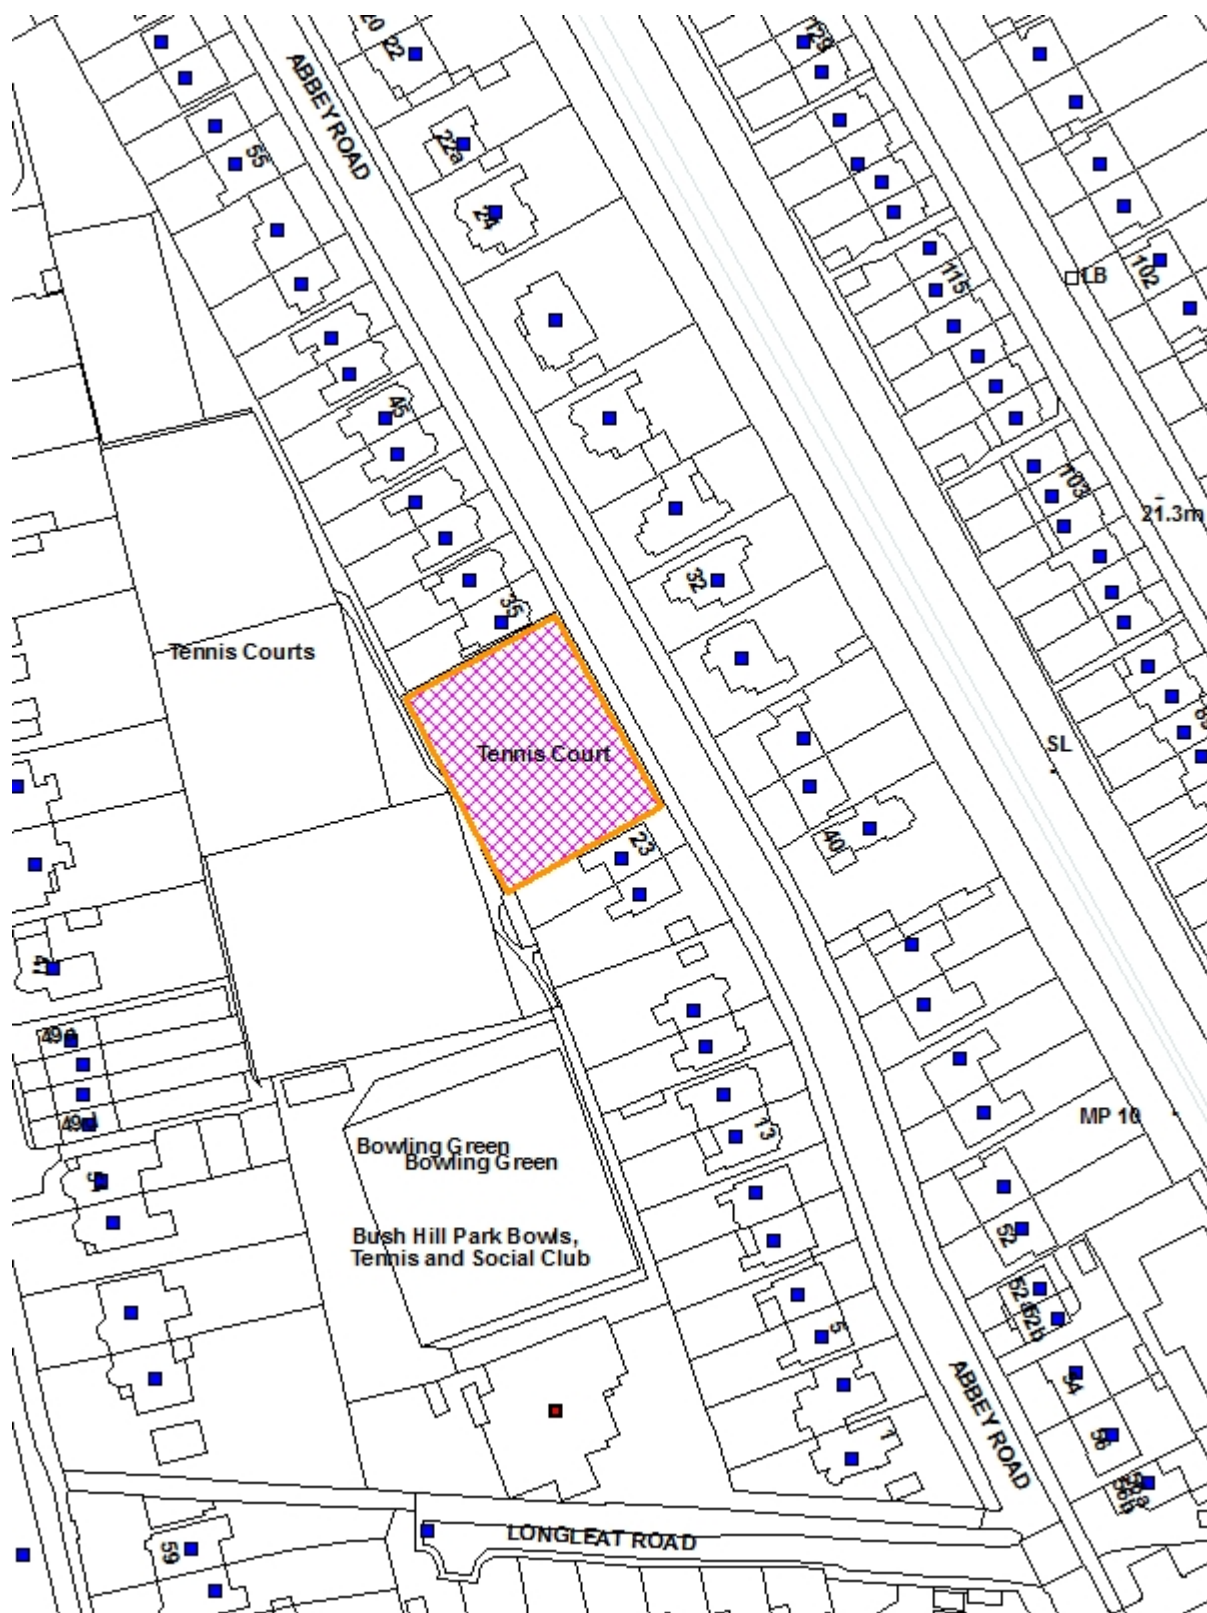 20
22
129
ABBEY ROAD
22a
55
24
102
LB
115
45
103
21.3m
32
35
Tennis Courts
SL
Tennis Court
23
40
41
49a
49d
MP 10
13
Bowling Green
Bowling Green
Bush Hill Park Bowls,
Tennis and Social Club
52
52a
52b
5
54
ABBEY ROAD
1
56
LONGLEAT ROAD
59